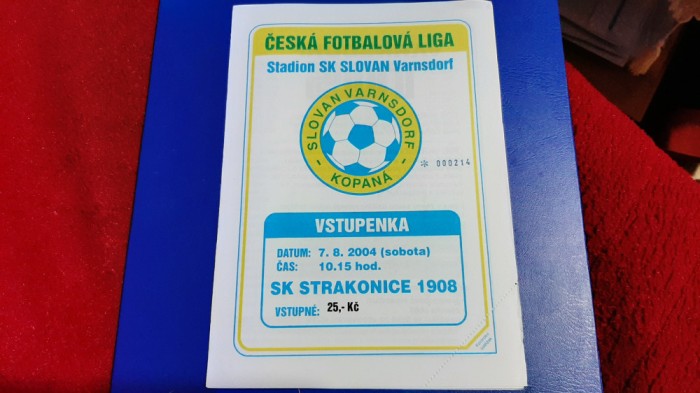 ČESKÁ FOTBALOVÁ LIGA
Stadion SK SLOVAN Varnsdorf
SLOVAN VARNSDORF
- KOPANÁ -
* 000214
VSTUPENKA
DATUM: 7. 8. 2004 (sobota)
ČAS: 10.15 hod.
SK STRAKONICE 1908
VSTUPNÉ: 25,- Kč